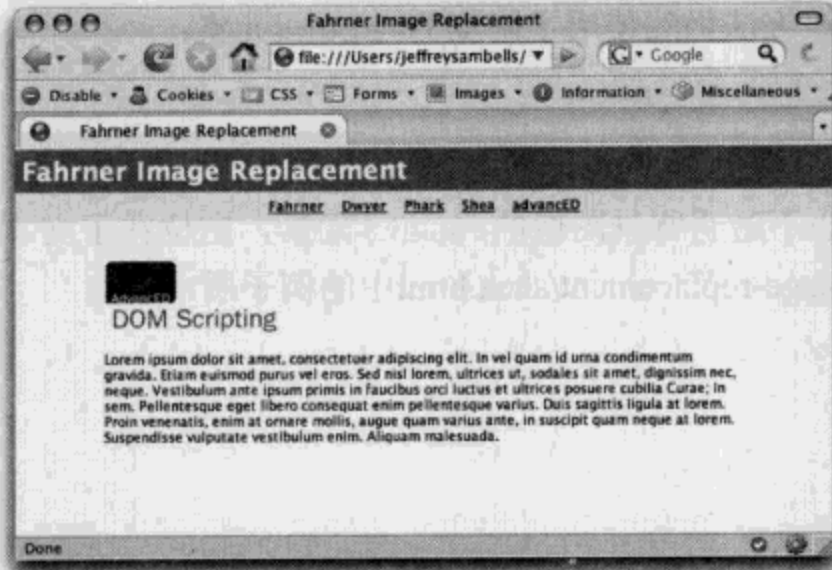 Fahrner Image Replacement
file:///Users/jeffreysambells/
G Google
Disable Cookies CSS Forms Images Information Miscellaneous
Fahrner Image Replacement
Fahrner Image Replacement
Fahrner Dwyer Phark Shea advancED
AdvancED
DOM Scripting
Lorem ipsum dolor sit amet, consectetuer adipiscing elit. In vel quam id urna condimentum
gravida. Etiam euismod purus vel eros. Sed nisl lorem, ultrices ut, sodales sit amet, dignissim nec,
neque. Vestibulum ante ipsum primis in faucibus orci luctus et ultrices posuere cubilia Curae; In
sem. Pellentesque eget libero consequat enim pellentesque varius. Duis sagittis ligula at lorem.
Proin venenatis, enim at ornare mollis, augue quam varius ante, in suscipit quam neque at lorem.
Suspendisse vulputate vestibulum enim. Aliquam malesuada.
Done